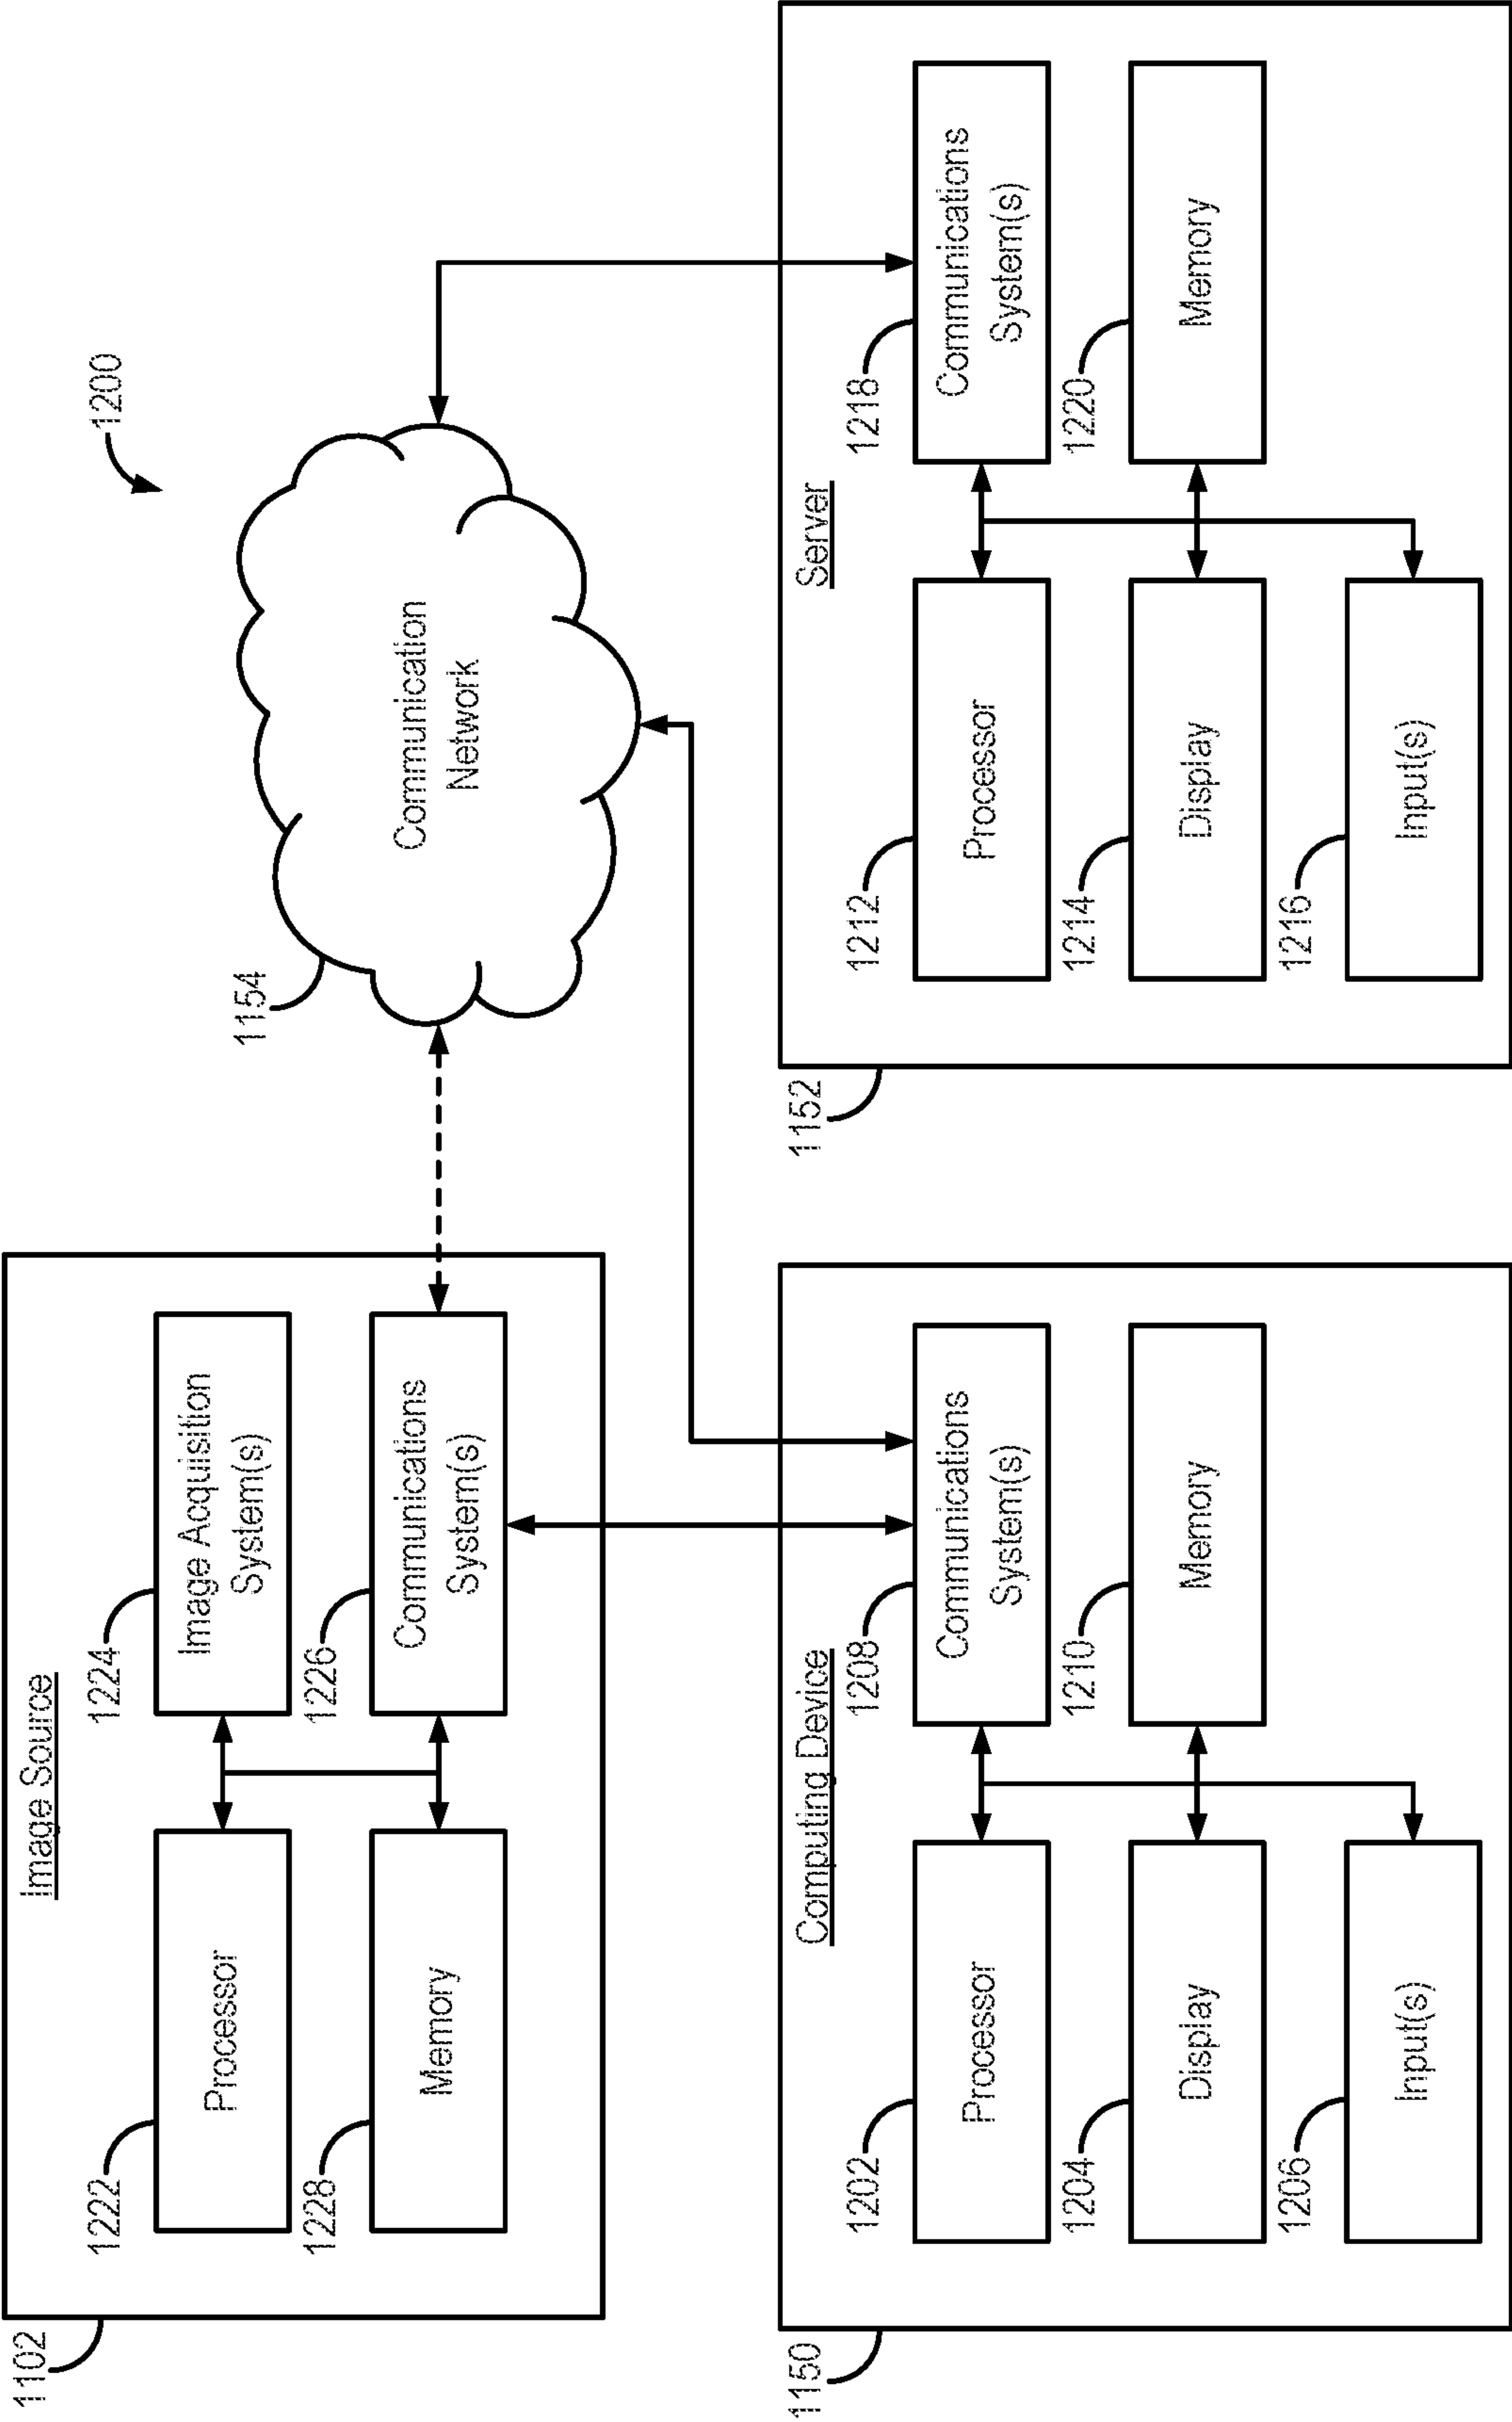 1200
1102
Image Source
1222
Processor
1224
Image Acquisition
System(s)
1228
Memory
1226
Communications
System(s)
1154
Communication
Network
1150
Computing Device
1202
Processor
1208
Communications
System(s)
1204
Display
1210
Memory
1206
Input(s)
1152
Server
1212
Processor
1218
Communications
System(s)
1214
Display
1220
Memory
1216
Input(s)